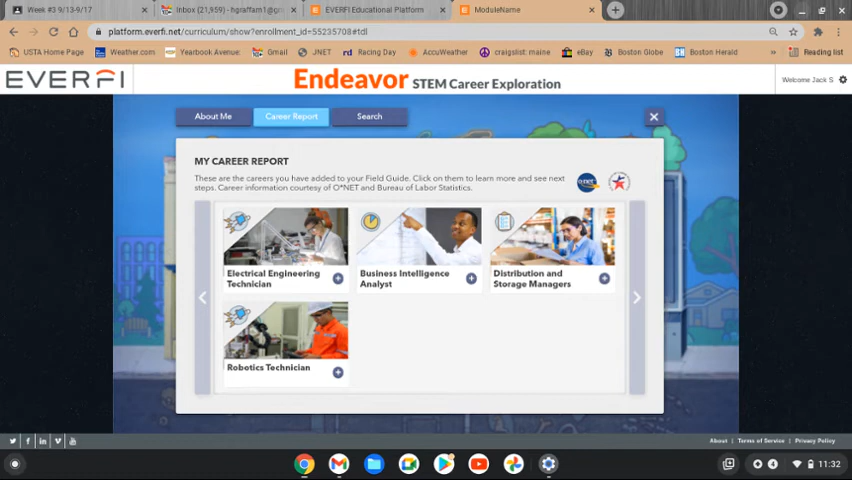 Week #3 9/13-9/17
Inbox (21,959) - hgraffam1@gm
EVERFI Educational Platform
ModuleName
platform.everfi.net/curriculum/show?enrollment_id=55235708#tdl
USTA Home Page
Weather.com
Yearbook Avenue:
Gmail
JNET
Racing Day
AccuWeather
craigslist: maine
eBay
Boston Globe
Boston Herald
Reading list
EVERFI
Endeavor STEM Career Exploration
Welcome Jack S
About Me
Career Report
Search
MY CAREER REPORT
These are the careers you have added to your Field Guide. Click on them to learn more and see next
steps. Career information courtesy of O*NET and Bureau of Labor Statistics.
o*net
Electrical Engineering
Technician
Business Intelligence
Analyst
Distribution and
Storage Managers
Robotics Technician
About
Terms of Service
Privacy Policy
4
11:32